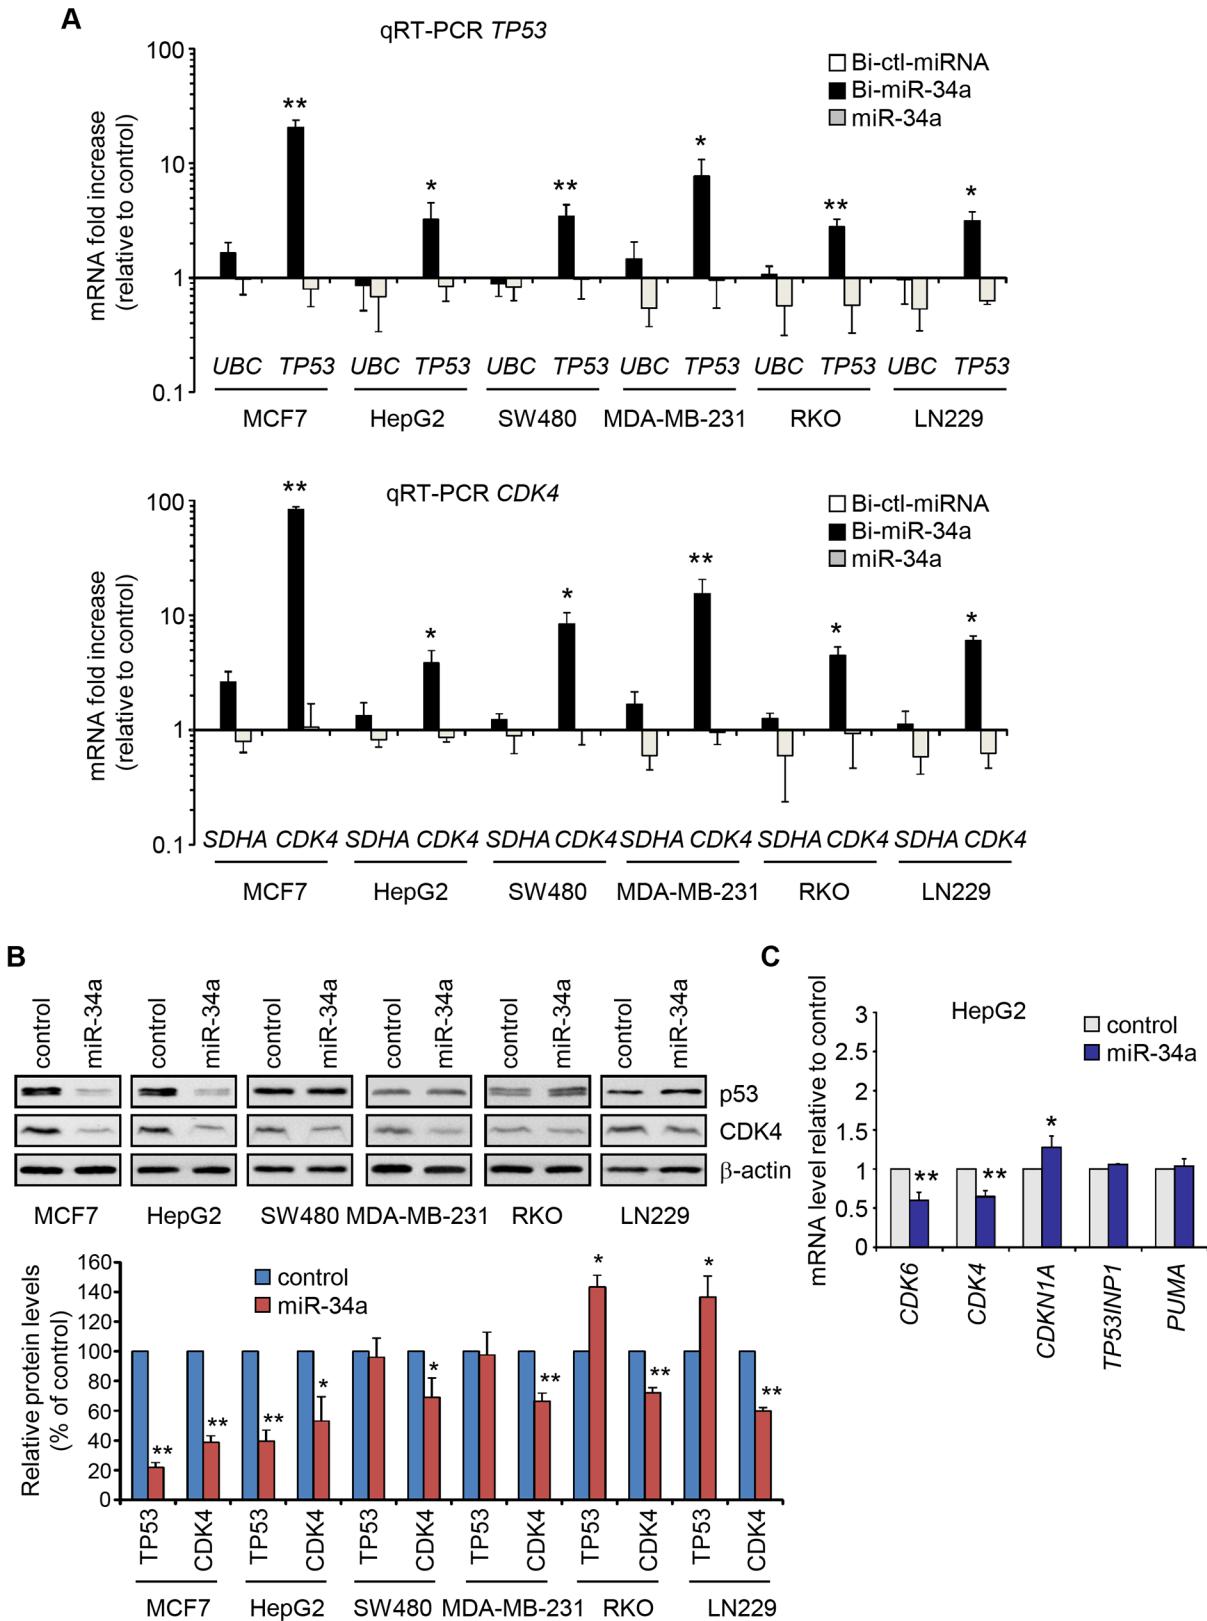 A
qRT-PCR TP53
mRNA fold increase
(relative to control)
100
10
1
0.1
Bi-ctl-miRNA
Bi-miR-34a
miR-34a
** * ** * ** *
UBC TP53 UBC TP53 UBC TP53 UBC TP53 UBC TP53 UBC TP53
MCF7 HepG2 SW480 MDA-MB-231 RKO LN229
qRT-PCR CDK4
mRNA fold increase
(relative to control)
100
10
1
0.1
Bi-ctl-miRNA
Bi-miR-34a
miR-34a
** * * ** * *
SDHA CDK4 SDHA CDK4 SDHA CDK4 SDHA CDK4 SDHA CDK4 SDHA CDK4
MCF7 HepG2 SW480 MDA-MB-231 RKO LN229
B
control miR-34a control miR-34a control miR-34a control miR-34a control miR-34a control miR-34a
p53
CDK4
β-actin
MCF7 HepG2 SW480 MDA-MB-231 RKO LN229
Relative protein levels
(% of control)
160
140
120
100
80
60
40
20
0
control
miR-34a
** ** ** * * ** * ** * **
TP53 CDK4 TP53 CDK4 TP53 CDK4 TP53 CDK4 TP53 CDK4 TP53 CDK4
MCF7 HepG2 SW480 MDA-MB-231 RKO LN229
C
HepG2
mRNA level relative to control
3
2.5
2
1.5
1
0.5
0
control
miR-34a
** ** *
CDK6 CDK4 CDKN1A TP53INP1 PUMA